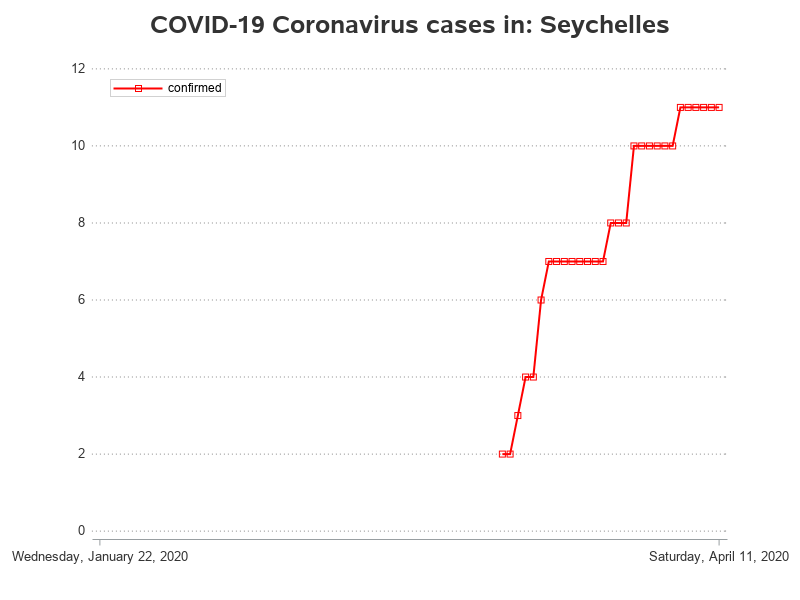 COVID-19 Coronavirus cases in: Seychelles
12
confirmed
10
8
6
4
2
0
Wednesday, January 22, 2020
Saturday, April 11, 2020